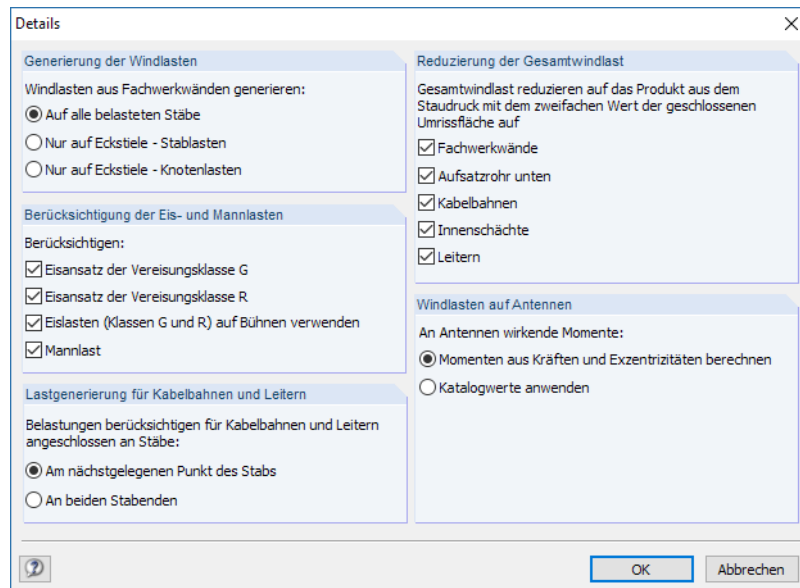 Details
Generierung der Windlasten
Windlasten aus Fachwerkwänden generieren:
Auf alle belasteten Stäbe
Nur auf Eckstiele - Stablasten
Nur auf Eckstiele - Knotenlasten
Berücksichtigung der Eis- und Mannlasten
Berücksichtigen:
Eisansatz der Vereisungsklasse G
Eisansatz der Vereisungsklasse R
Eislasten (Klassen G und R) auf Bühnen verwenden
Mannlast
Lastgenerierung für Kabelbahnen und Leitern
Belastungen berücksichtigen für Kabelbahnen und Leitern
angeschlossen an Stäbe:
Am nächstgelegenen Punkt des Stabs
An beiden Stabenden
Reduzierung der Gesamtwindlast
Gesamtwindlast reduzieren auf das Produkt aus dem
Staudruck mit dem zweifachen Wert der geschlossenen
Umrissfläche auf
Fachwerkwände
Aufsatzrohr unten
Kabelbahnen
Innenschächte
Leitern
Windlasten auf Antennen
An Antennen wirkende Momente:
Momenten aus Kräften und Exzentrizitäten berechnen
Katalogwerte anwenden
OK
Abbrechen